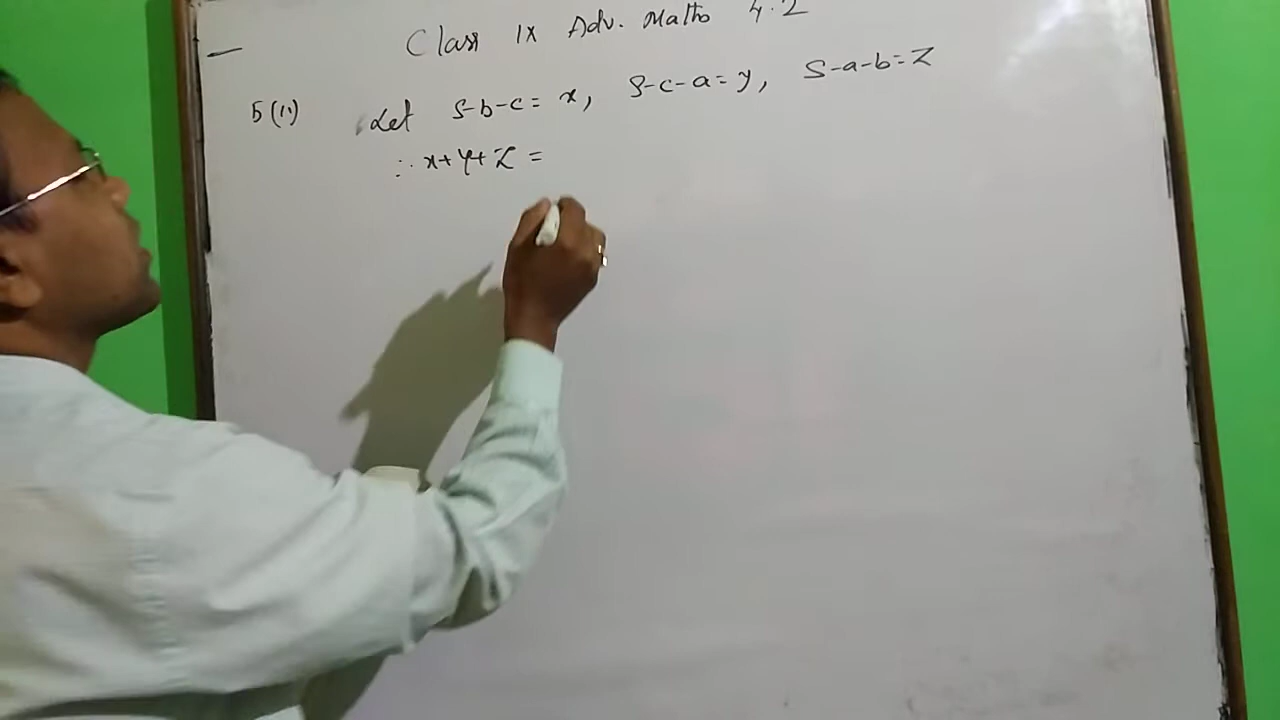 Class IX Adv. Maths 4.2
5(ii) Let S-b-c = x, S-c-a = y, S-a-b = Z
∴ x+y+Z =